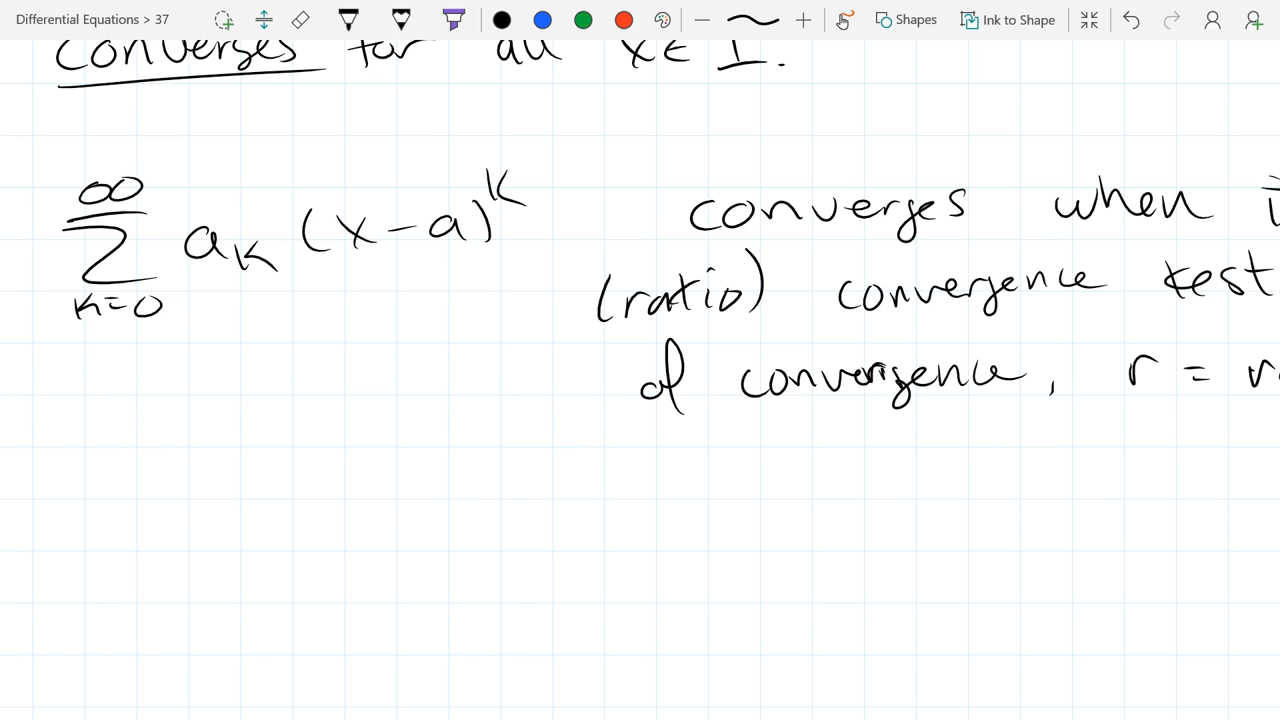 Differential Equations > 37
Shapes
Ink to Shape
converges for all x ∈ I.
∞
∑ a_k (x-a)^k
k=0
converges when
(ratio) convergence test
of convergence, r =